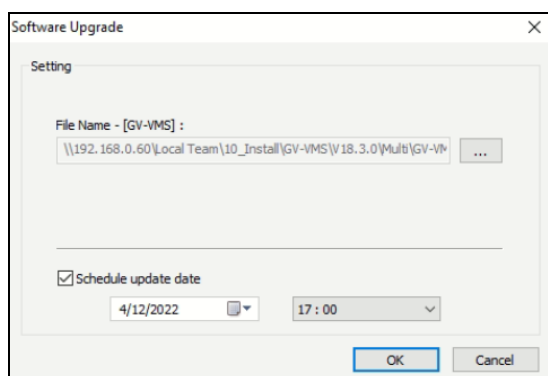 Software Upgrade
Setting
File Name - [GV-VMS] :
\\192.168.0.60\Local Team\10_Install\GV-VMS\V18.3.0\Multi\GV-VM
...
Schedule update date
4/12/2022 17 : 00
OK Cancel